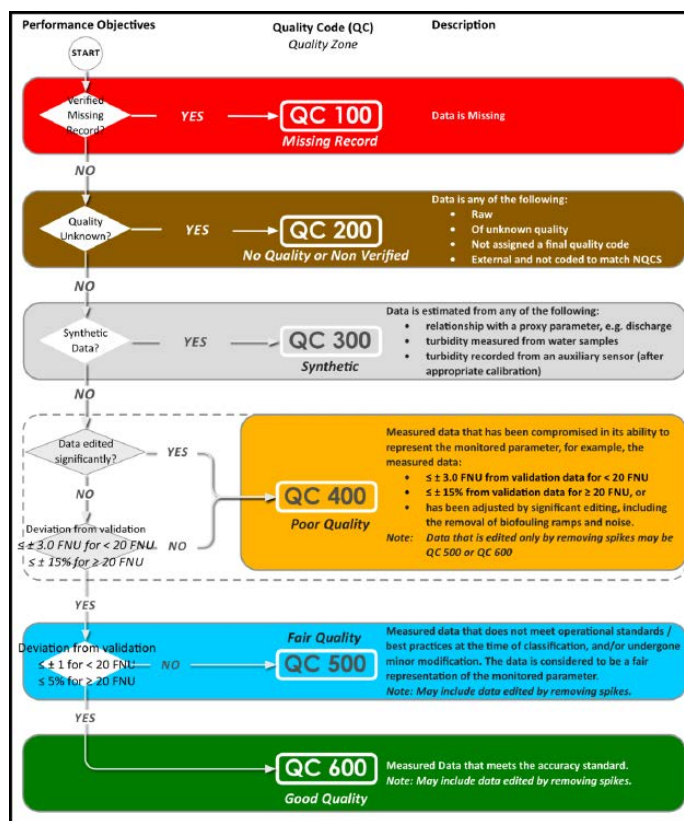 Performance Objectives
Quality Code (QC)
Quality Zone
Description
START
Verified
Missing
Record?
YES
QC 100
Missing Record
Data is Missing
NO
Quality
Unknown?
YES
QC 200
No Quality or Non Verified
Data is any of the following:
• Raw
• Of unknown quality
• Not assigned a final quality code
• External and not coded to match NQCS
NO
Synthetic
Data?
YES
QC 300
Synthetic
Data is estimated from any of the following:
• relationship with a proxy parameter, e.g. discharge
• turbidity measured from water samples
• turbidity recorded from an auxiliary sensor (after
appropriate calibration)
NO
Data edited
significantly?
YES
NO
Deviation from validation
≤ ± 3.0 FNU for < 20 FNU
≤ ± 15% for ≥ 20 FNU
NO
QC 400
Poor Quality
Measured data that has been compromised in its ability to
represent the monitored parameter, for example, the
measured data:
• ≤ ± 3.0 FNU from validation data for < 20 FNU
• ≤ ± 15% from validation data for ≥ 20 FNU, or
• has been adjusted by significant editing, including
the removal of biofouling ramps and noise.
Note: Data that is edited only by removing spikes may be
QC 500 or QC 600
YES
Deviation from validation
≤ ± 1 for < 20 FNU
≤ 5% for ≥ 20 FNU
NO
Fair Quality
QC 500
Measured data that does not meet operational standards /
best practices at the time of classification, and/or undergone
minor modification. The data is considered to be a fair
representation of the monitored parameter.
Note: May include data edited by removing spikes.
YES
QC 600
Good Quality
Measured Data that meets the accuracy standard.
Note: May include data edited by removing spikes.